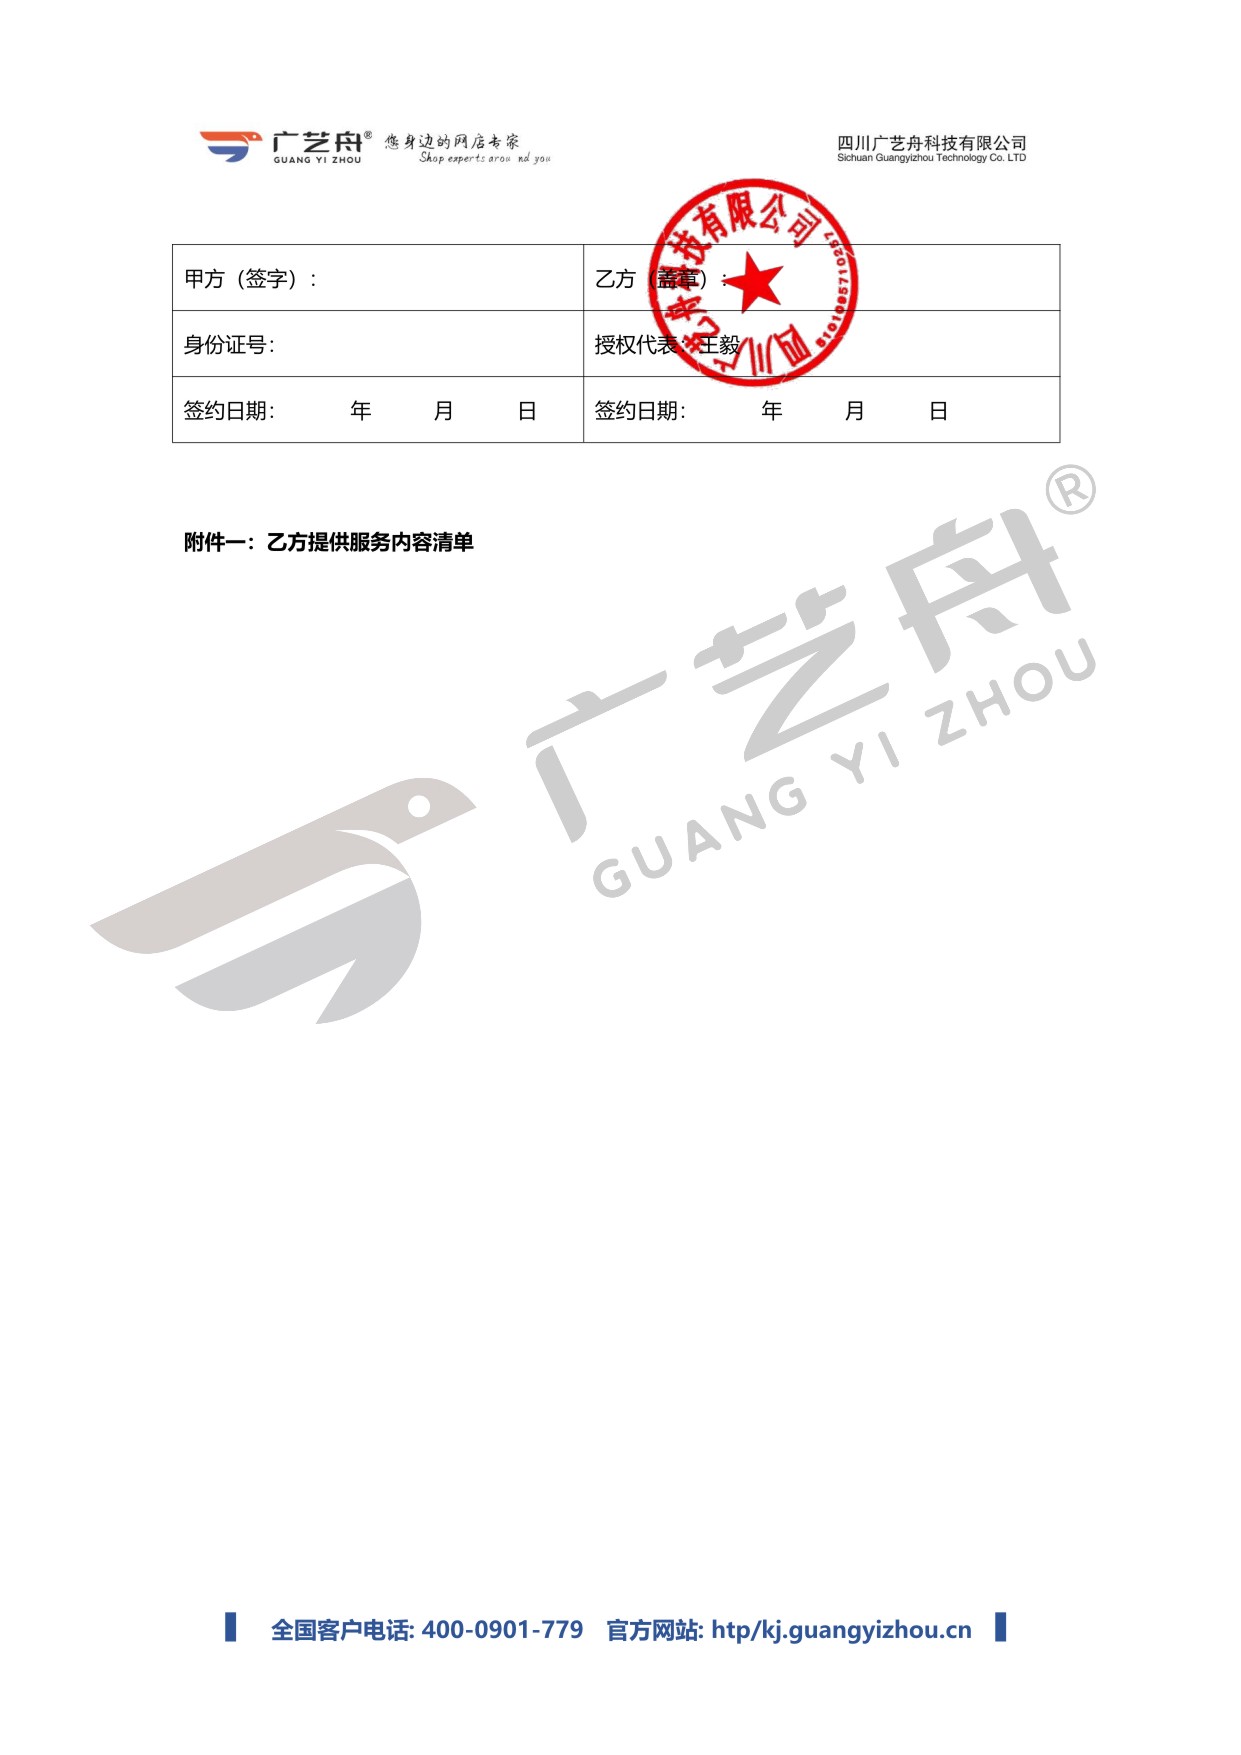 广艺舟® 您身边的网店专家
GUANG YI ZHOU Shop experts arou nd you
四川广艺舟科技有限公司
Sichuan Guangyizhou Technology Co. LTD
四川广艺舟科技有限公司
5101095710257
甲方（签字）: 乙方（盖章）:
身份证号: 授权代表: 王毅
签约日期: 年 月 日 签约日期: 年 月 日
附件一：乙方提供服务内容清单
广艺舟®
GUANG YI ZHOU
全国客户电话: 400-0901-779 官方网站: htp/kj.guangyizhou.cn